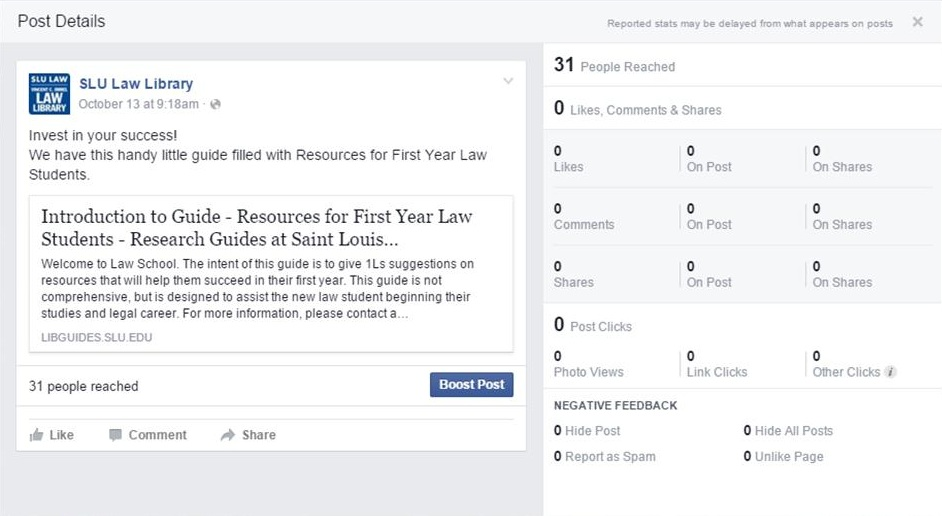 Post Details
Reported stats may be delayed from what appears on posts
SLU LAW
LAW
LIBRARY
SLU Law Library
October 13 at 9:18am ·
Invest in your success!
We have this handy little guide filled with Resources for First Year Law
Students.
Introduction to Guide - Resources for First Year Law
Students - Research Guides at Saint Louis...
Welcome to Law School. The intent of this guide is to give 1Ls suggestions on
resources that will help them succeed in their first year. This guide is not
comprehensive, but is designed to assist the new law student beginning their
studies and legal career. For more information, please contact a...
LIBGUIDES.SLU.EDU
31 people reached
Boost Post
Like Comment Share
31 People Reached
0 Likes, Comments & Shares
0 0 0
Likes On Post On Shares
0 0 0
Comments On Post On Shares
0 0 0
Shares On Post On Shares
0 Post Clicks
0 0 0
Photo Views Link Clicks Other Clicks i
NEGATIVE FEEDBACK
0 Hide Post 0 Hide All Posts
0 Report as Spam 0 Unlike Page